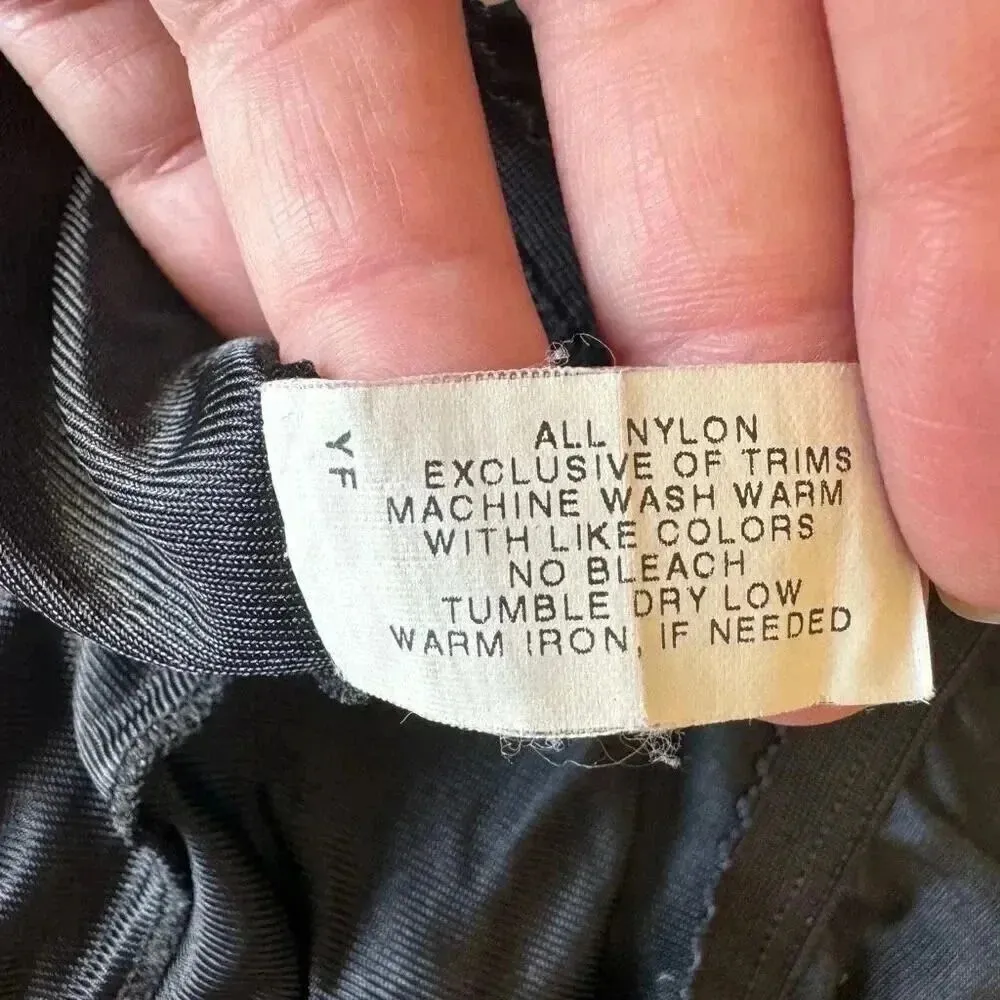 YF
ALL NYLON
EXCLUSIVE OF TRIMS
MACHINE WASH WARM
WITH LIKE COLORS
NO BLEACH
TUMBLE DRY LOW
WARM IRON, IF NEEDED